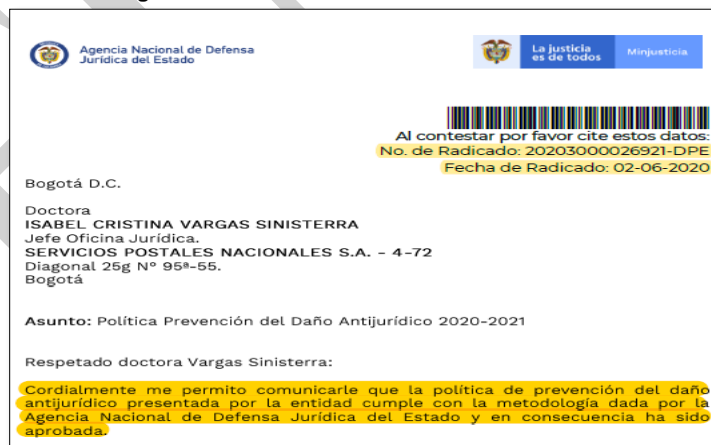 Agencia Nacional de Defensa
Jurídica del Estado
La justicia
es de todos
Minjusticia
Al contestar por favor cite estos datos:
No. de Radicado: 20203000026921-DPE
Fecha de Radicado: 02-06-2020
Bogotá D.C.
Doctora
ISABEL CRISTINA VARGAS SINISTERRA
Jefe Oficina Jurídica.
SERVICIOS POSTALES NACIONALES S.A. - 4-72
Diagonal 25g N° 95ª-55.
Bogotá
Asunto: Política Prevención del Daño Antijurídico 2020-2021
Respetado doctora Vargas Sinisterra:
Cordialmente me permito comunicarle que la política de prevención del daño
antijurídico presentada por la entidad cumple con la metodología dada por la
Agencia Nacional de Defensa Jurídica del Estado y en consecuencia ha sido
aprobada.